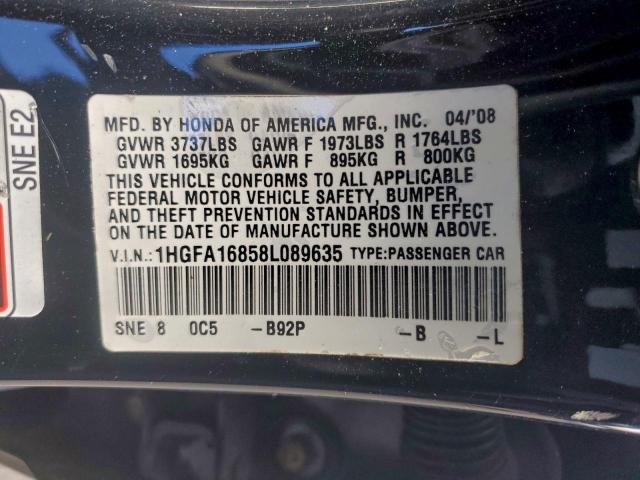 SNE E2
MFD. BY HONDA OF AMERICA MFG., INC. 04/'08
GVWR 3737LBS GAWR F 1973LBS R 1764LBS
GVWR 1695KG GAWR F 895KG R 800KG
THIS VEHICLE CONFORMS TO ALL APPLICABLE
FEDERAL MOTOR VEHICLE SAFETY, BUMPER,
AND THEFT PREVENTION STANDARDS IN EFFECT
ON THE DATE OF MANUFACTURE SHOWN ABOVE.
V.I.N.:1HGFA16858L089635 TYPE:PASSENGER CAR
SNE 8 0C5 -B92P -B -L